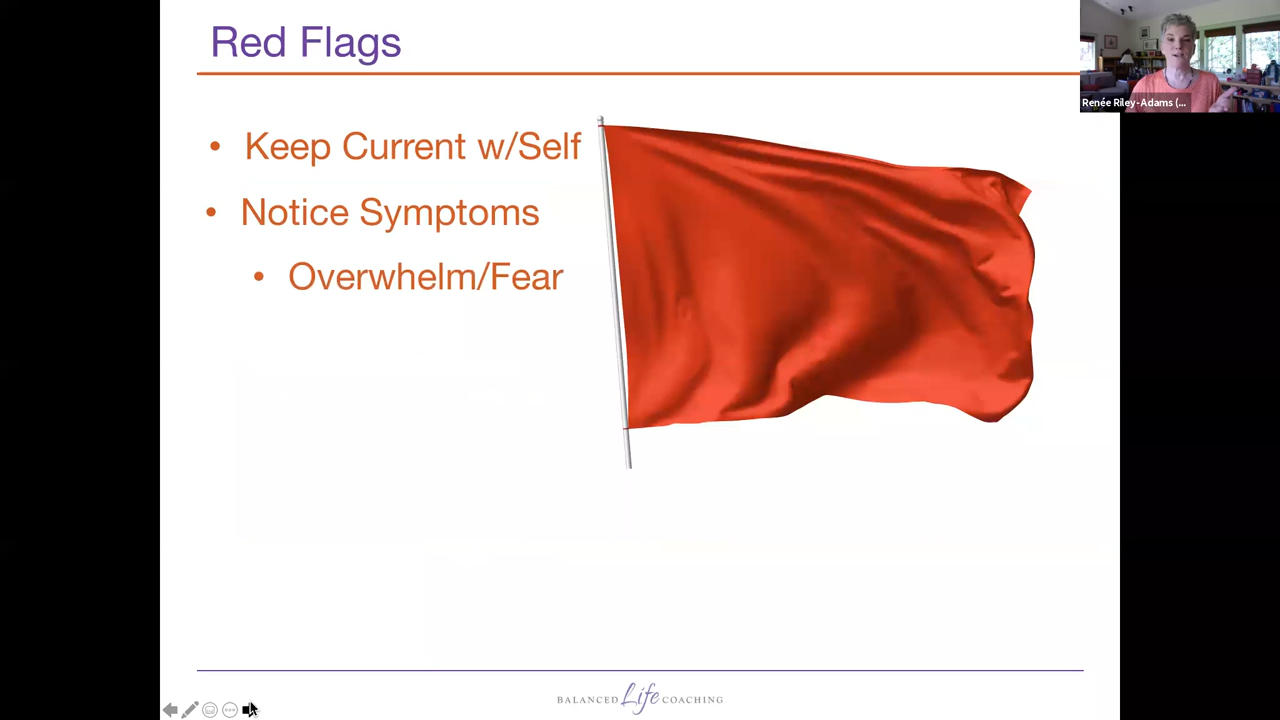 Red Flags
Renée Riley-Adams (...
• Keep Current w/Self
• Notice Symptoms
• Overwhelm/Fear
BALANCED Life COACHING